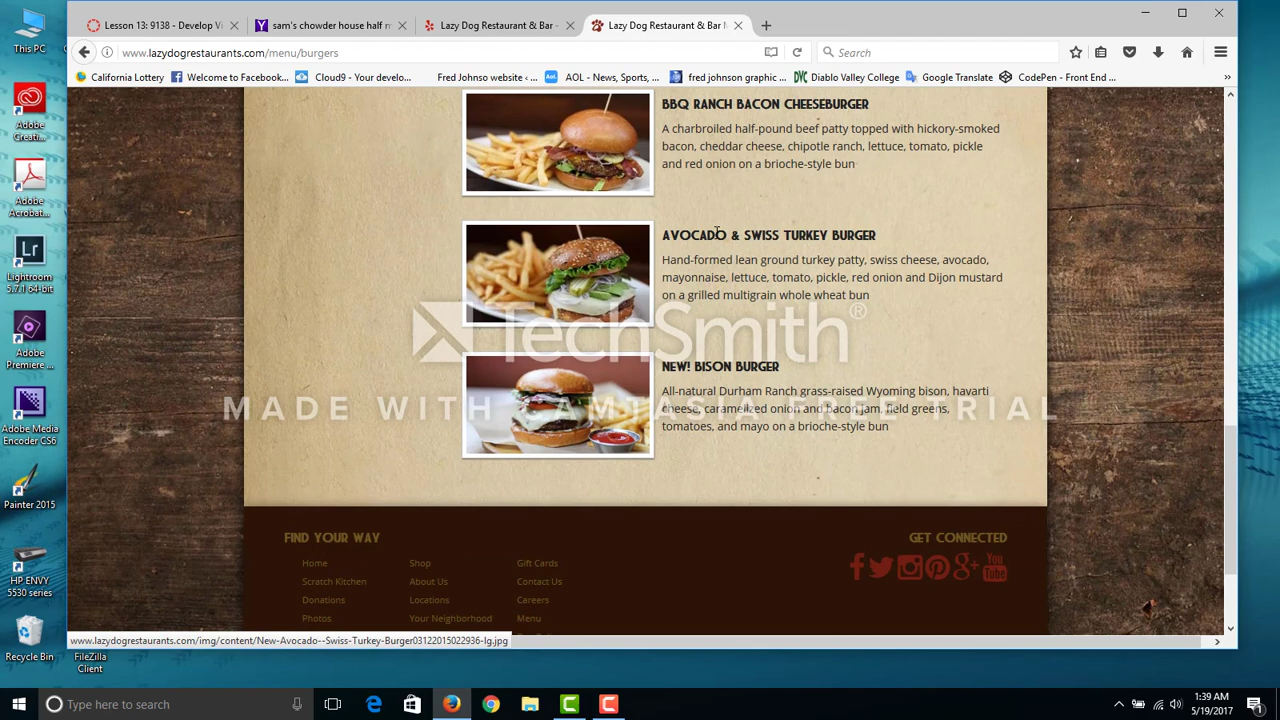 This PC
Adobe Creati...
Adobe Acrobat...
Lightroom 5.7.1 64-bit
Adobe Premiere ...
Adobe Media Encoder CS6
Painter 2015
HP ENVY 5530 series
Recycle Bin
FileZilla Client
Lesson 13: 9138 - Develop Vi
sam's chowder house half m
Lazy Dog Restaurant & Bar -
Lazy Dog Restaurant & Bar M
www.lazydogrestaurants.com/menu/burgers
Search
California Lottery
Welcome to Facebook...
Cloud9 - Your develo...
Fred Johnso website ‹ ...
AOL - News, Sports, ...
fred johnson graphic ...
Diablo Valley College
Google Translate
CodePen - Front End ...
BBQ RANCH BACON CHEESEBURGER
A charbroiled half-pound beef patty topped with hickory-smoked
bacon, cheddar cheese, chipotle ranch, lettuce, tomato, pickle
and red onion on a brioche-style bun
AVOCADO & SWISS TURKEY BURGER
Hand-formed lean ground turkey patty, swiss cheese, avocado,
mayonnaise, lettuce, tomato, pickle, red onion and Dijon mustard
on a grilled multigrain whole wheat bun
TechSmith®
MADE WITH CAMTASIA FREE TRIAL
NEW! BISON BURGER
All-natural Durham Ranch grass-raised Wyoming bison, havarti
cheese, caramelized onion and bacon jam, field greens,
tomatoes, and mayo on a brioche-style bun
FIND YOUR WAY
GET CONNECTED
Home
Shop
Gift Cards
Scratch Kitchen
About Us
Contact Us
Donations
Locations
Careers
Photos
Your Neighborhood
Menu
You Tube
www.lazydogrestaurants.com/img/content/New-Avocado--Swiss-Turkey-Burger03122015022936-lg.jpg
Type here to search
1:39 AM
5/19/2017